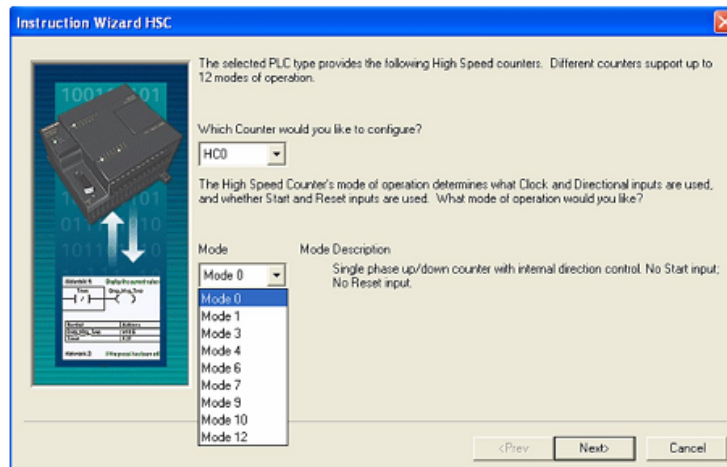 Instruction Wizard HSC
The selected PLC type provides the following High Speed counters. Different counters support up to
12 modes of operation.
Which Counter would you like to configure?
HC0
The High Speed Counter's mode of operation determines what Clock and Directional inputs are used,
and whether Start and Reset inputs are used. What mode of operation would you like?
Mode Mode Description
Mode 0 Single phase up/down counter with internal direction control. No Start input;
No Reset input.
Mode 0
Mode 1
Mode 3
Mode 4
Mode 6
Mode 7
Mode 9
Mode 10
Mode 12
<Prev Next> Cancel